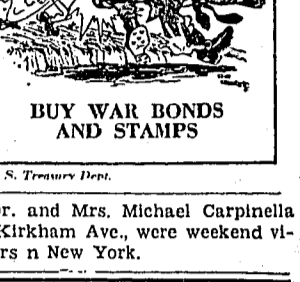 BUY WAR BONDS
AND STAMPS
S. Treasury Dept.
r. and Mrs. Michael Carpinella
Kirkham Ave., were weekend vi-
rs n New York.